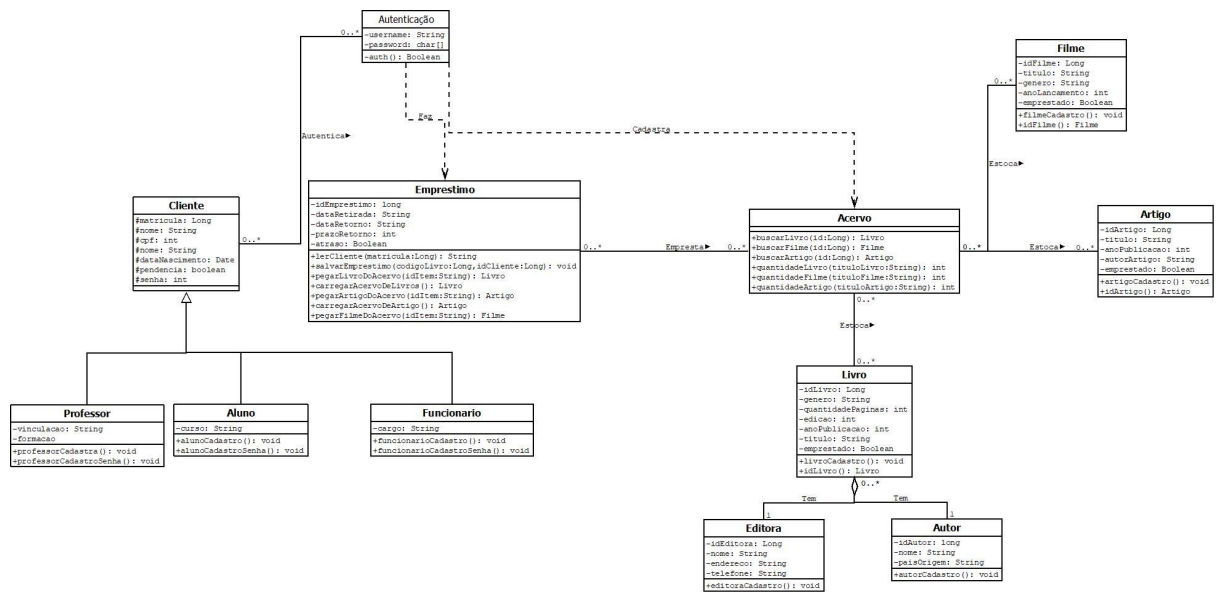 Autenticação
-username: String
-password: char[]
-auth(): Boolean
0..*
Autentica▶
0..*
Faz
Cadastra
Filme
-idFilme: Long
-titulo: String
-genero: String
-anoLancamento: int
-emprestado: Boolean
+filmeCadastro(): void
+idFilme(): Filme
0..*
Estoca▶
Cliente
#matricula: Long
#nome: String
#cpf: int
#nome: String
#dataNascimento: Date
#pendencia: boolean
#senha: int
Emprestimo
-idEmprestimo: long
-dataRetirada: String
-dataRetorno: String
-prazoRetorno: int
-atraso: Boolean
+lerCliente(matricula:Long): String
+salvarEmprestimo(codigoLivro:Long,idCliente:Long): void
+pegarLivroDoAcervo(idItem:String): Livro
+carregarAcervoDeLivros(): Livro
+pegarArtigoDoAcervo(idItem:String): Artigo
+carregarAcervoDeArtigo(): Artigo
+pegarFilmeDoAcervo(idItem:String): Filme
0..*
Empresta▶
0..*
Acervo
+buscarLivro(id:Long): Livro
+buscarFilme(id:Long): Filme
+buscarArtigo(id:Long): Artigo
+quantidadeLivro(tituloLivro:String): int
+quantidadeFilme(tituloFilme:String): int
+quantidadeArtigo(tituloArtigo:String): int
0..*
Estoca▶
0..*
Artigo
-idArtigo: Long
-titulo: String
-anoPublicacao: int
-autorArtigo: String
-emprestado: Boolean
+artigoCadastro(): void
+idArtigo(): Artigo
0..*
Estoca▶
0..*
Livro
-idLivro: Long
-genero: String
-quantidadePaginas: int
-edicao: int
-anoPublicacao: int
-titulo: String
-emprestado: Boolean
+livroCadastro(): void
+idLivro(): Livro
0..*
Professor
-vinculacao: String
-formacao
+professorCadastra(): void
+professorCadastroSenha(): void
Aluno
-curso: String
+alunoCadastro(): void
+alunoCadastroSenha(): void
Funcionario
-cargo: String
+funcionarioCadastro(): void
+funcionarioCadastroSenha(): void
Tem
Tem
1
1
Editora
-idEditora: Long
-nome: String
-endereco: String
-telefone: String
+editoraCadastro(): void
Autor
-idAutor: long
-nome: String
-paisOrigem: String
+autorCadastro(): void